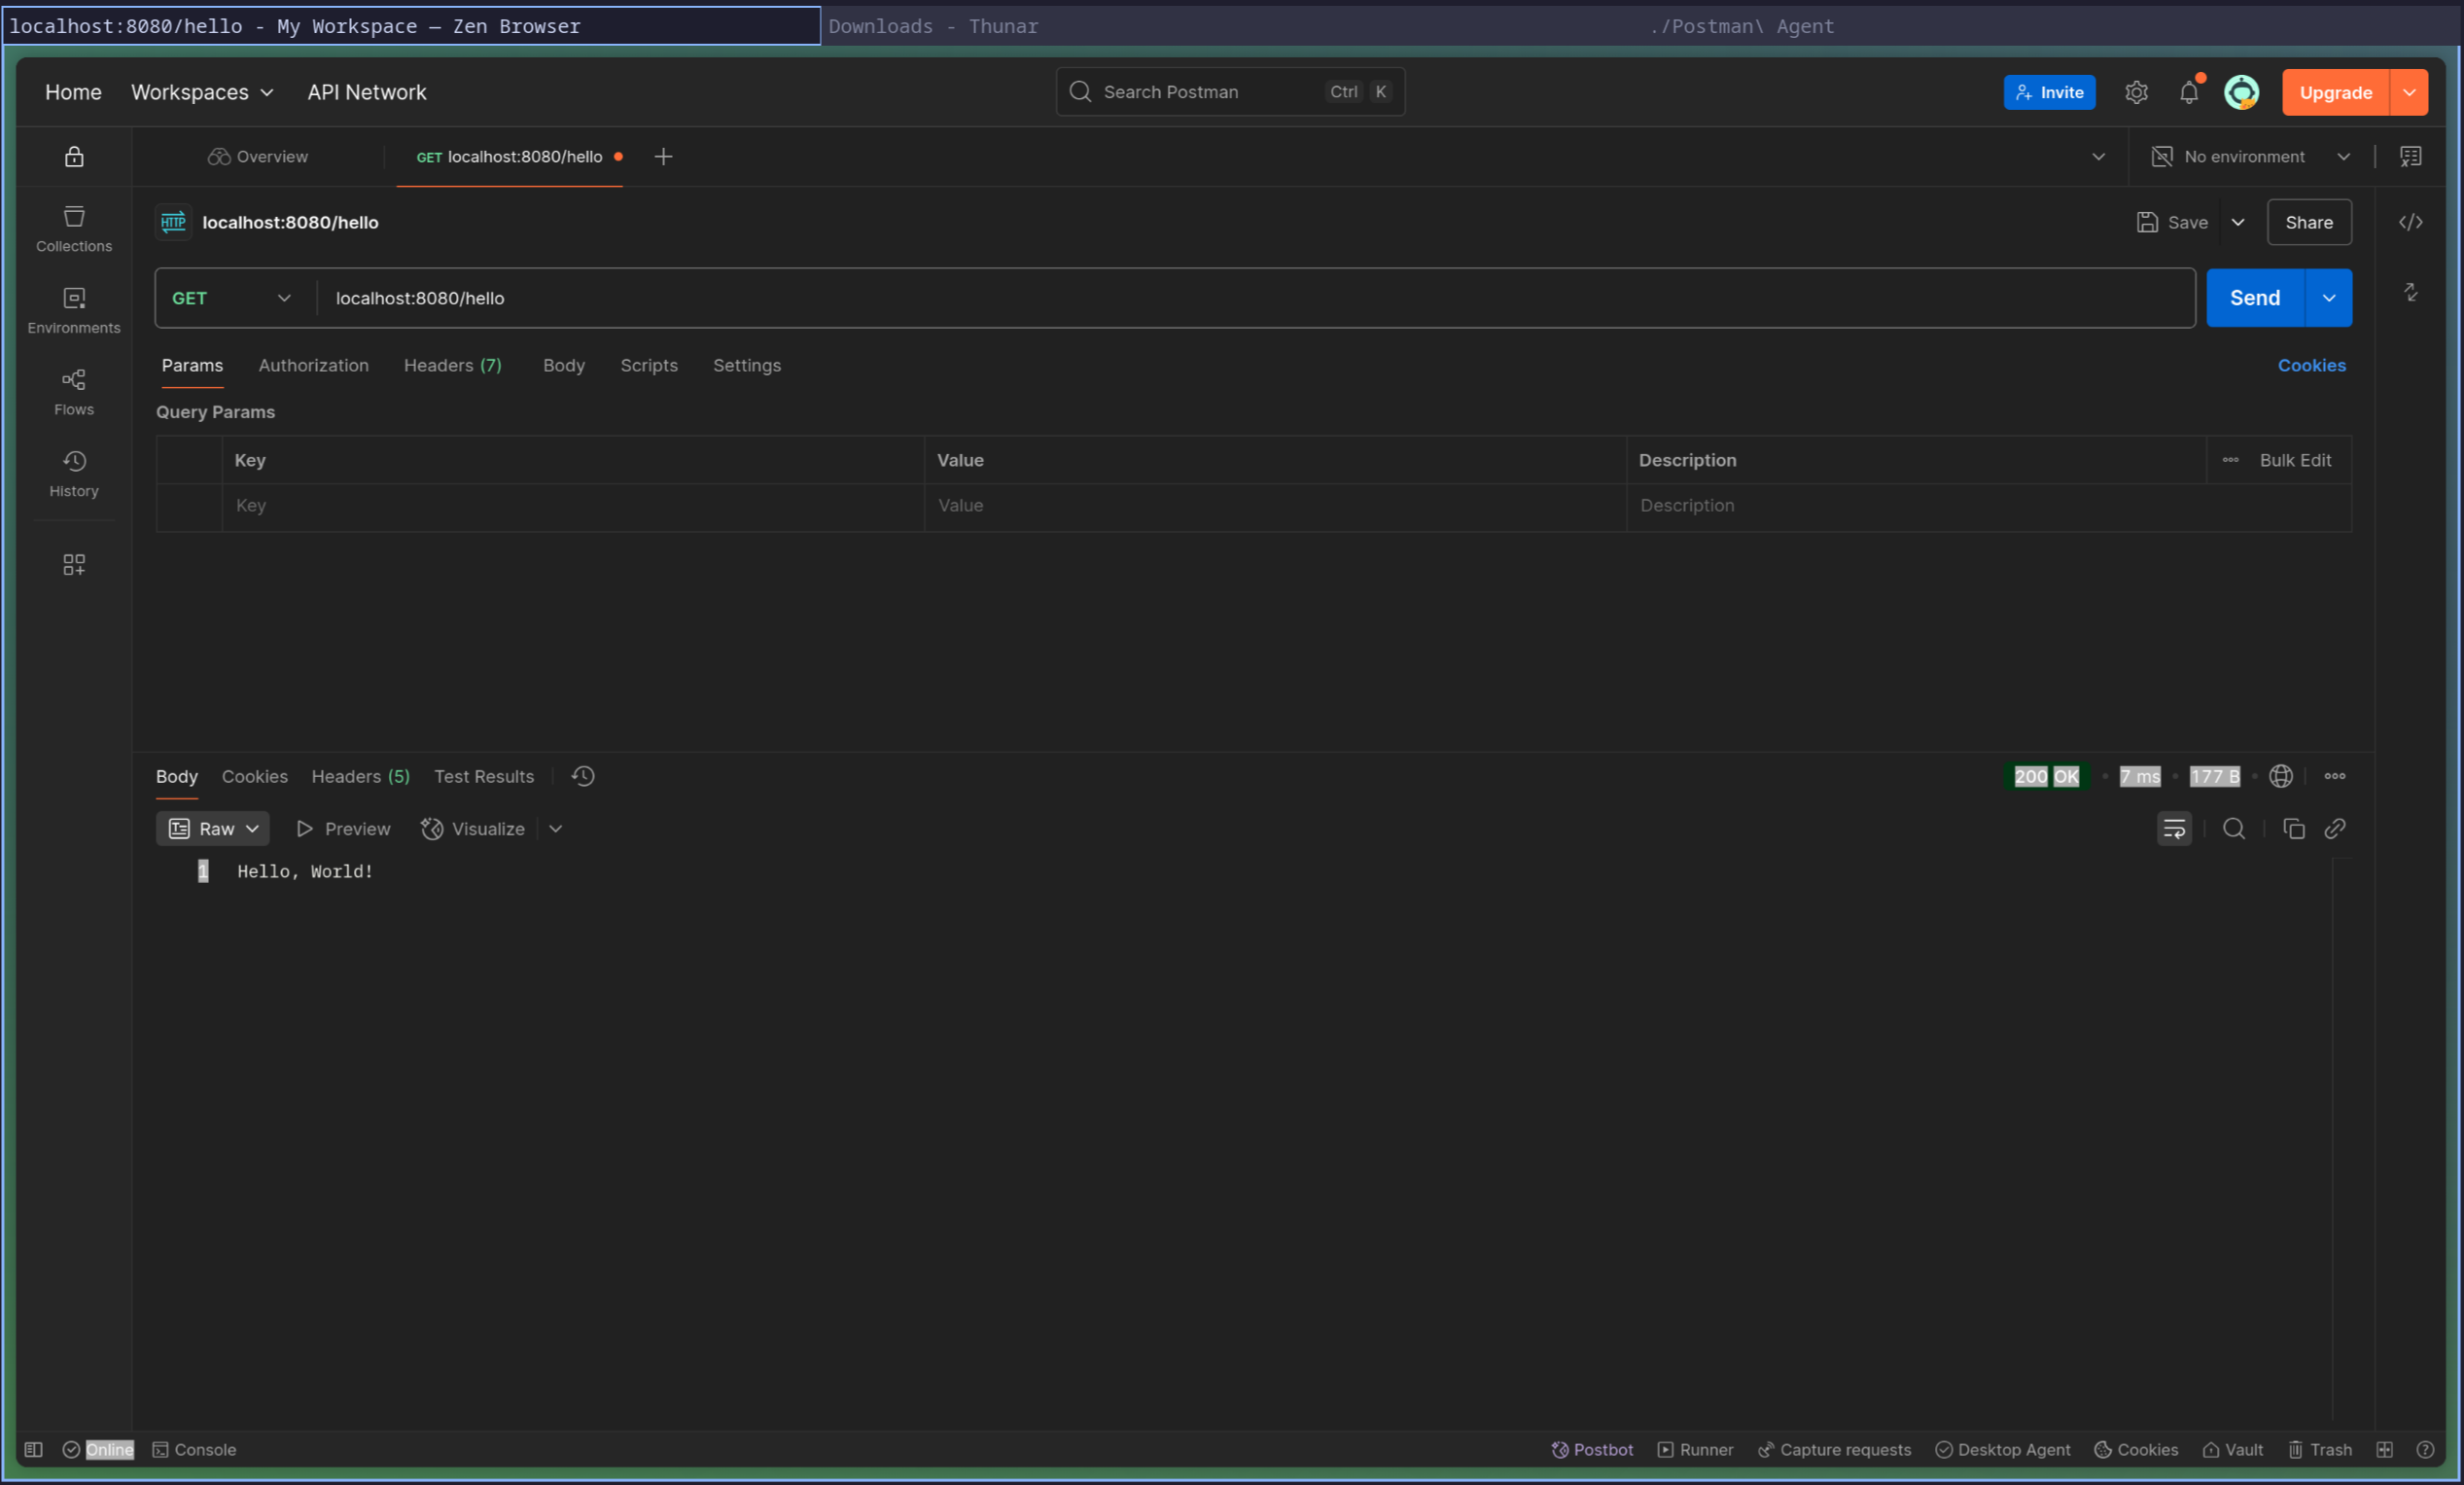 localhost:8080/hello - My Workspace — Zen Browser Downloads - Thunar ./Postman\ Agent
Home Workspaces API Network Search Postman Ctrl K Invite Upgrade
Overview GET localhost:8080/hello No environment
HTTP localhost:8080/hello Save Share
Collections
GET localhost:8080/hello Send
Environments
Params Authorization Headers (7) Body Scripts Settings Cookies
Flows
Query Params
Key Value Description Bulk Edit
History
Key Value Description
Body Cookies Headers (5) Test Results 200 OK 7 ms 177 B
Raw Preview Visualize
1 Hello, World!
Online Console Postbot Runner Capture requests Desktop Agent Cookies Vault Trash